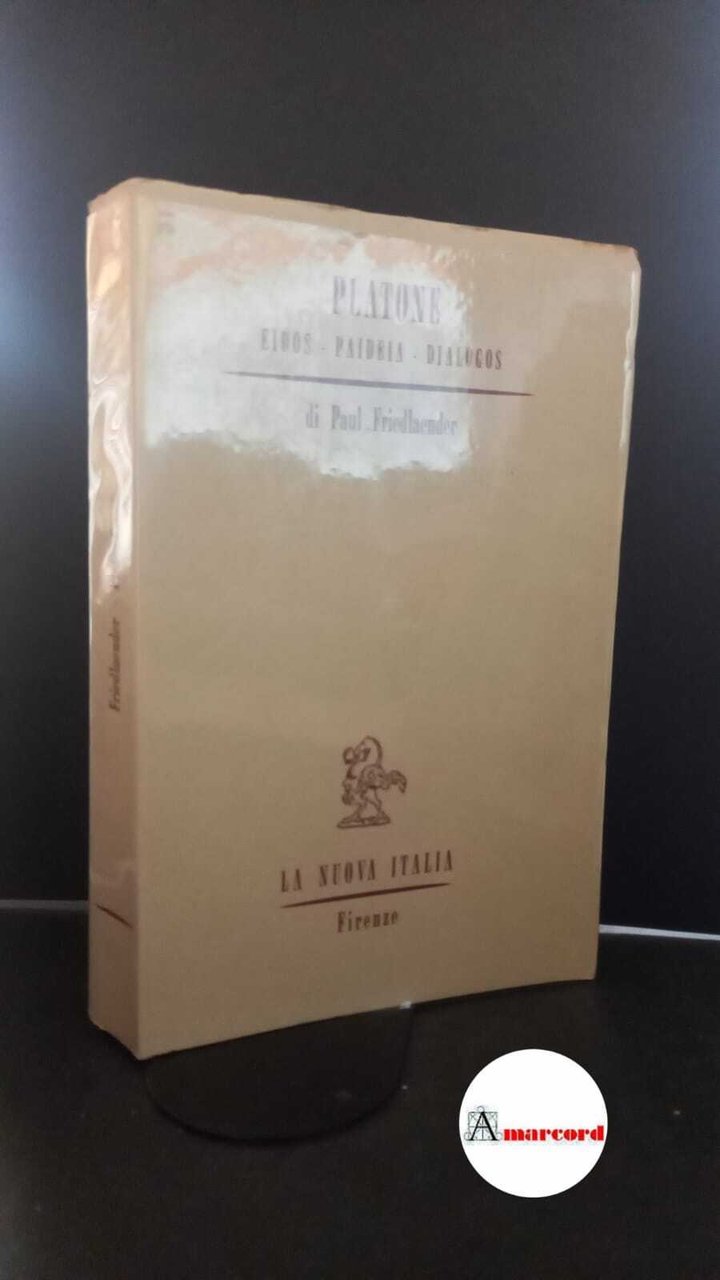 PLATONE
EIDOS - PAIDEIA - DIALOGOS
di Paul Friedlaender
LA NUOVA ITALIA
Firenze
Friedlaender
Amarcord